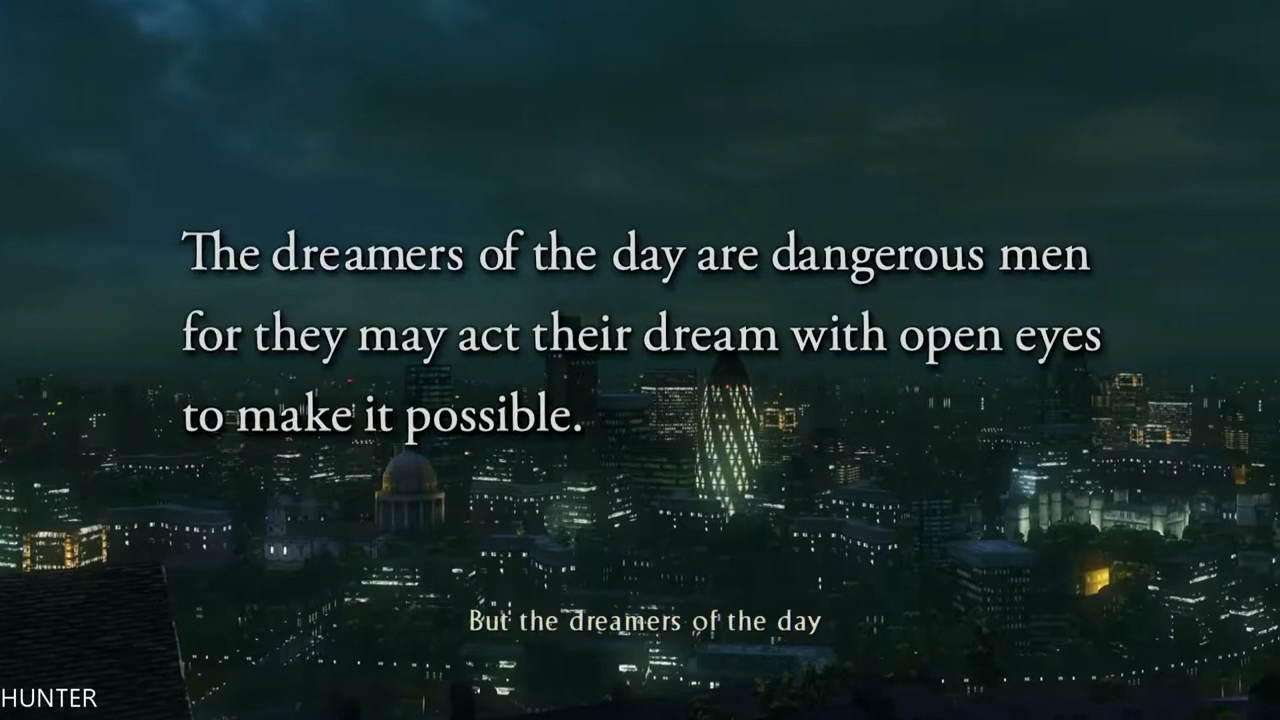 The dreamers of the day are dangerous men
for they may act their dream with open eyes
to make it possible.
But the dreamers of the day
HUNTER